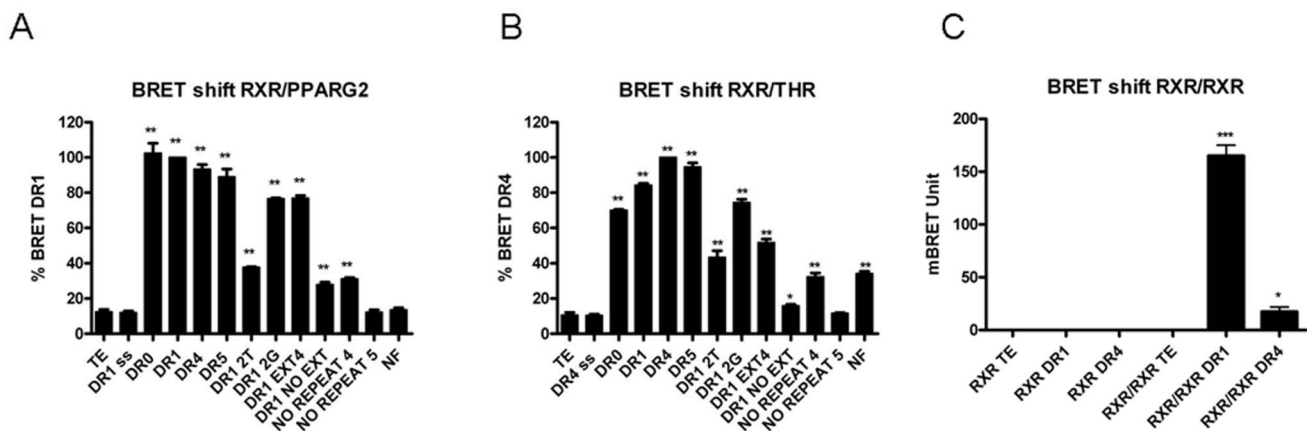 A
BRET shift RXR/PPARG2
% BRET DR1
120
100
80
60
40
20
0
** ** ** ** ** ** ** ** **
TE
DR1 ss
DR0
DR1
DR4
DR5
DR1 2T
DR1 2G
DR1 EXT4
DR1 NO EXT
NO REPEAT 4
NO REPEAT 5
NF
B
BRET shift RXR/THR
% BRET DR4
120
100
80
60
40
20
0
** ** ** ** ** ** ** * ** **
TE
DR4 ss
DR0
DR1
DR4
DR5
DR1 2T
DR1 2G
DR1 EXT4
DR1 NO EXT
NO REPEAT 4
NO REPEAT 5
NF
C
BRET shift RXR/RXR
mBRET Unit
200
150
100
50
0
*** *
RXR TE
RXR DR1
RXR DR4
RXR/RXR TE
RXR/RXR DR1
RXR/RXR DR4